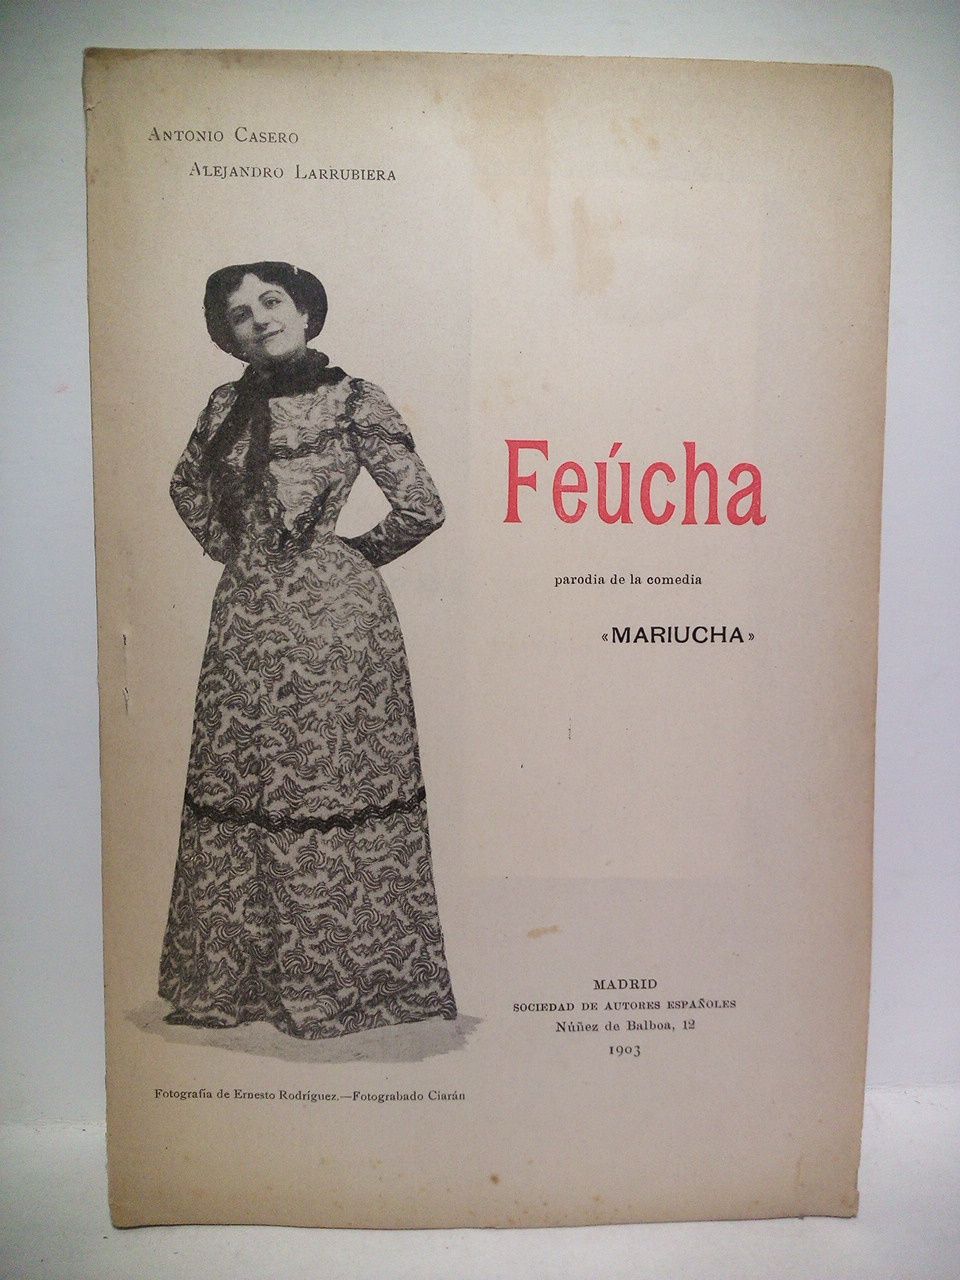 Antonio Casero
Alejandro Larrubiera
Feúcha
parodia de la comedia
«MARIUCHA»
MADRID
SOCIEDAD DE AUTORES ESPAÑOLES
Núñez de Balboa, 12
1903
Fotografía de Ernesto Rodríguez.—Fotograbado Ciarán